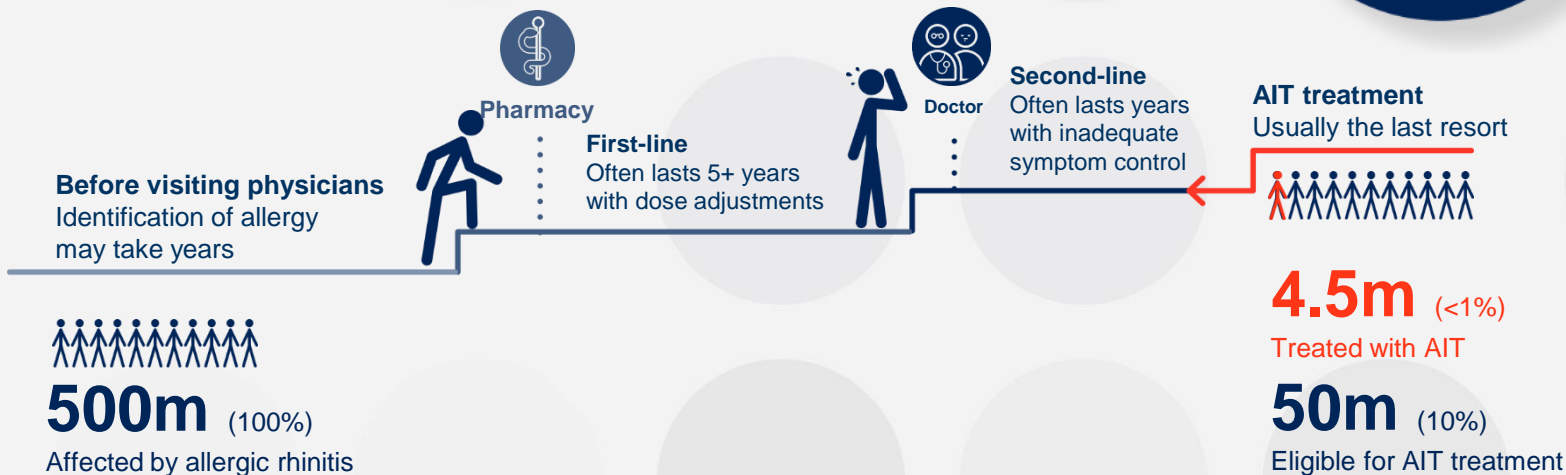 Pharmacy
Doctor
Before visiting physicians
Identification of allergy
may take years
First-line
Often lasts 5+ years
with dose adjustments
Second-line
Often lasts years
with inadequate
symptom control
AIT treatment
Usually the last resort
500m (100%)
Affected by allergic rhinitis
4.5m (<1%)
Treated with AIT
50m (10%)
Eligible for AIT treatment